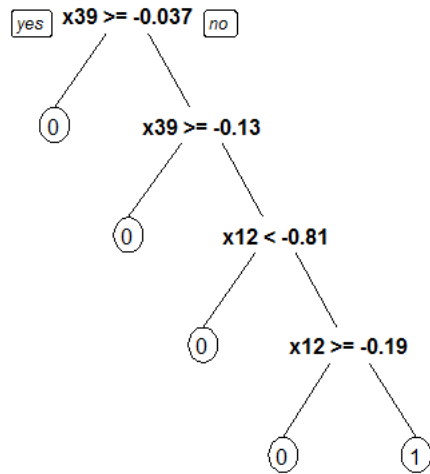 yes x39 >= -0.037 no
0
x39 >= -0.13
0
x12 < -0.81
0
x12 >= -0.19
0 1